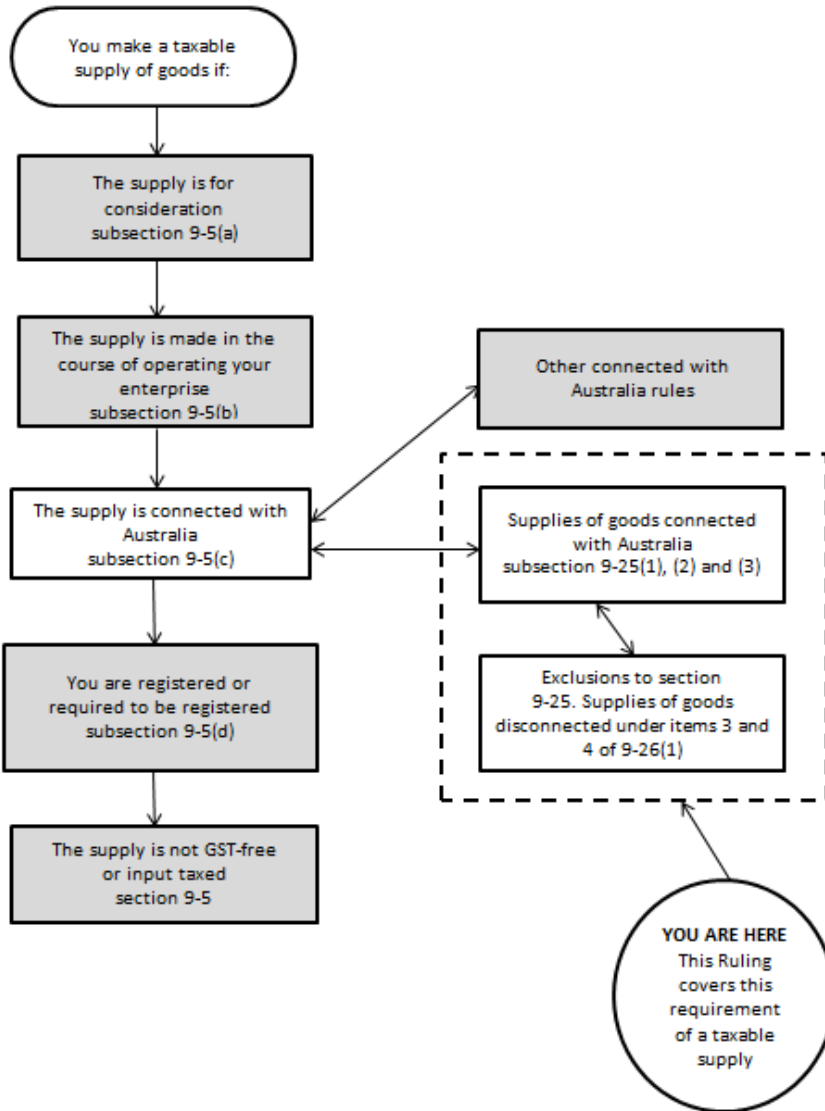 You make a taxable
supply of goods if:
The supply is for
consideration
subsection 9-5(a)
The supply is made in the
course of operating your
enterprise
subsection 9-5(b)
Other connected with
Australia rules
The supply is connected with
Australia
subsection 9-5(c)
Supplies of goods connected
with Australia
subsection 9-25(1), (2) and (3)
You are registered or
required to be registered
subsection 9-5(d)
Exclusions to section
9-25. Supplies of goods
disconnected under items 3 and
4 of 9-26(1)
The supply is not GST-free
or input taxed
section 9-5
YOU ARE HERE
This Ruling
covers this
requirement
of a taxable
supply